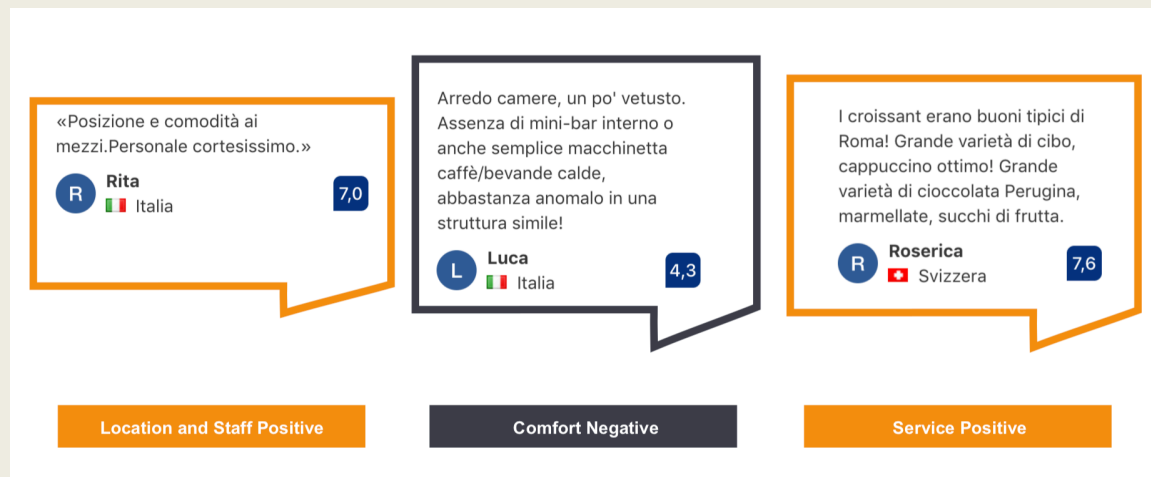 «Posizione e comodità ai
mezzi.Personale cortesissimo.»
R
Rita
Italia
7,0
Arredo camere, un po' vetusto.
Assenza di mini-bar interno o
anche semplice macchinetta
caffè/bevande calde,
abbastanza anomalo in una
struttura simile!
L
Luca
Italia
4,3
I croissant erano buoni tipici di
Roma! Grande varietà di cibo,
cappuccino ottimo! Grande
varietà di cioccolata Perugina,
marmellate, succhi di frutta.
R
Roserica
Svizzera
7,6
Location and Staff Positive
Comfort Negative
Service Positive